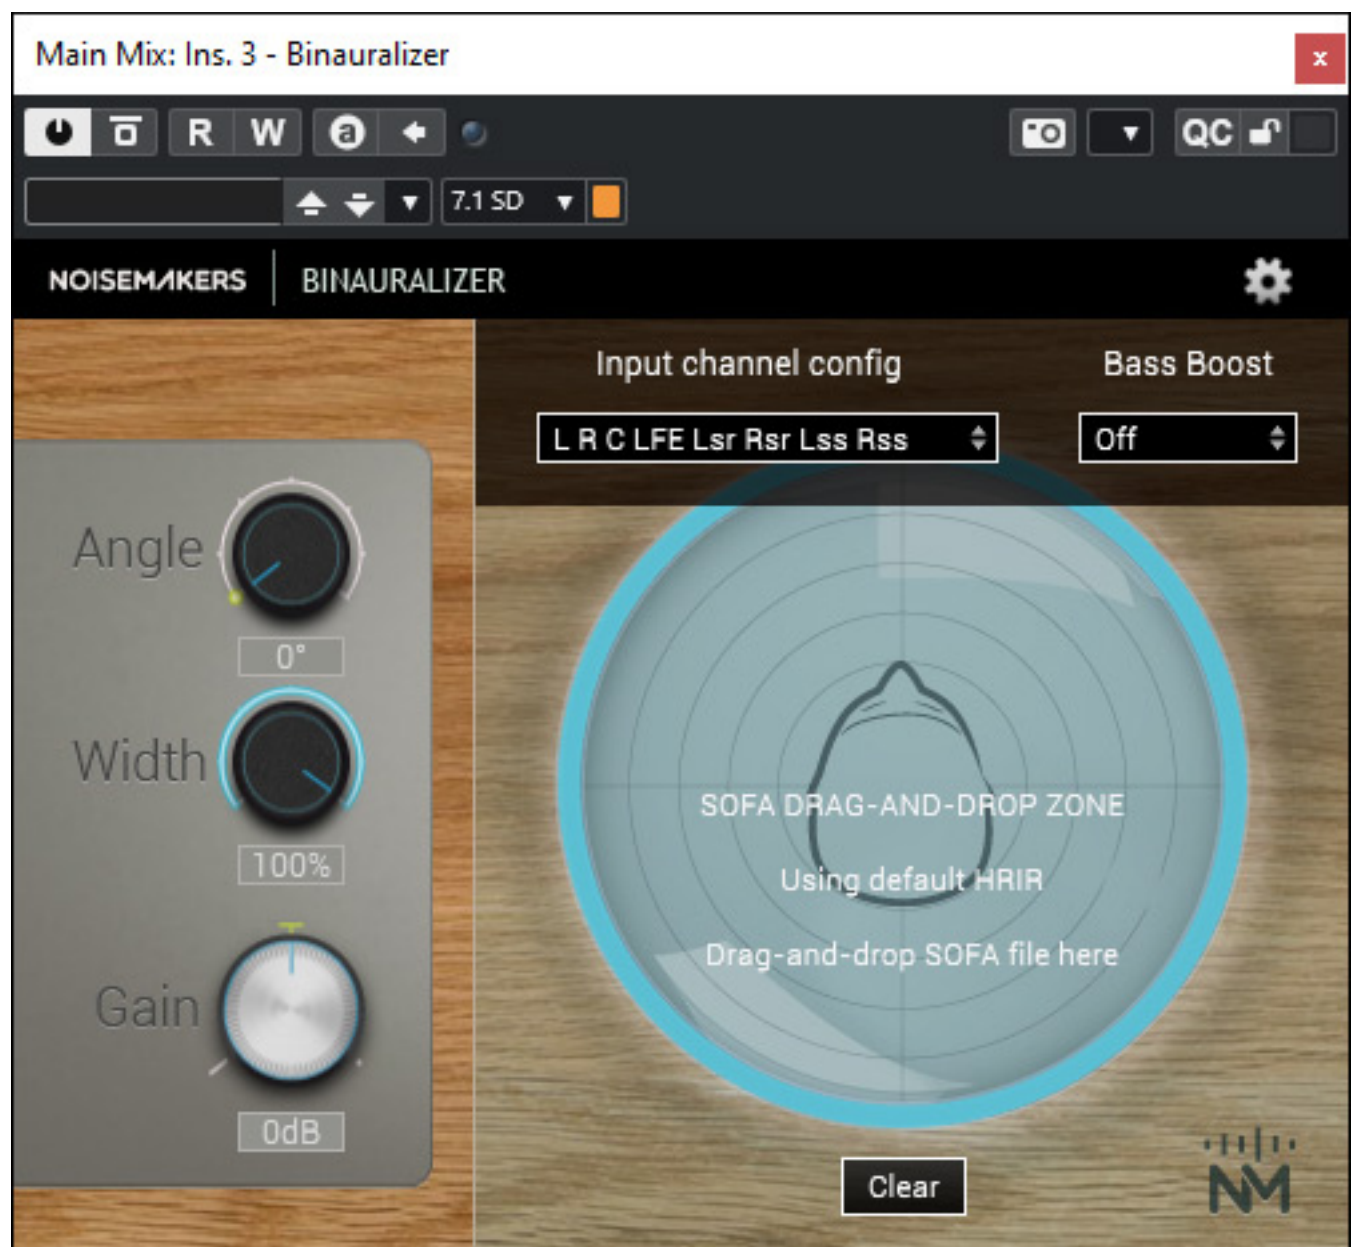 Main Mix: Ins. 3 - Binauralizer
x
R W a QC
7.1 SD
NOISEMAKERS BINAURALIZER
Input channel config Bass Boost
L R C LFE Lsr Rsr Lss Rss Off
Angle
0°
Width
100%
Gain
0dB
SOFA DRAG-AND-DROP ZONE
Using default HRIR
Drag-and-drop SOFA file here
Clear
NM